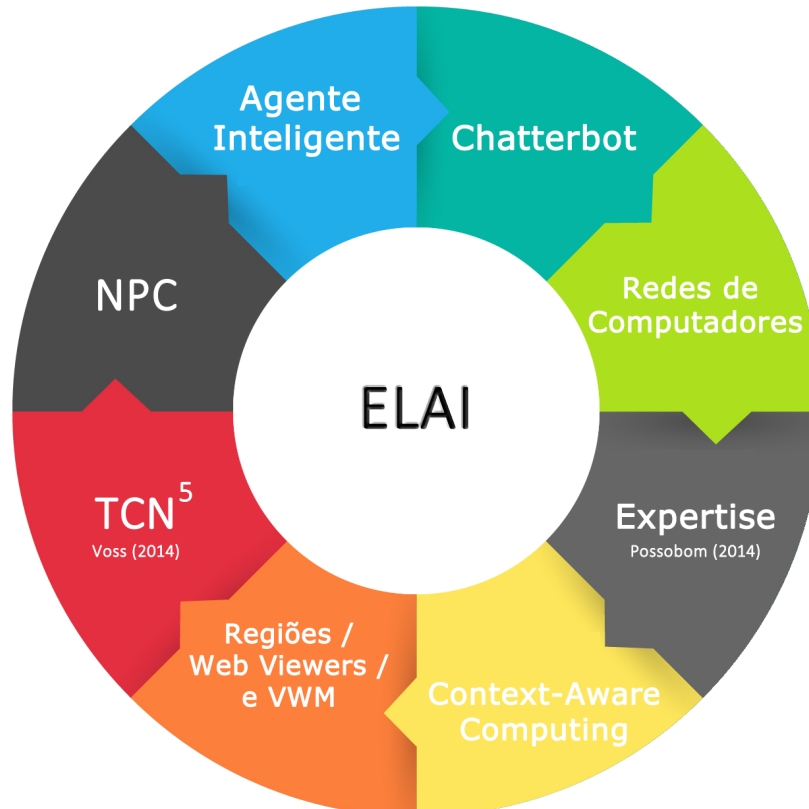 Agente
Inteligente
Chatterbot
Redes de
Computadores
Expertise
Possobom (2014)
Context-Aware
Computing
Regiões /
Web Viewers /
e VWM
TCN⁵
Voss (2014)
NPC
ELAI